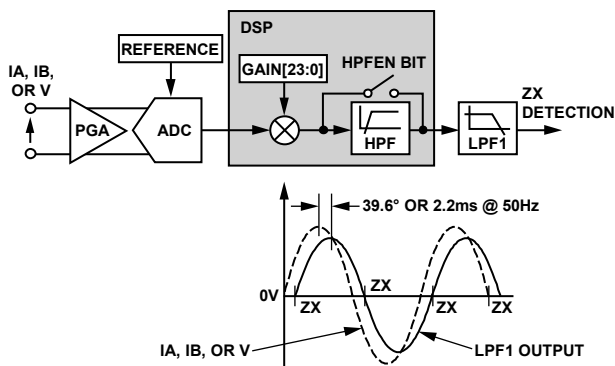 DSP
REFERENCE
HPFEN BIT
GAIN[23:0]
IA, IB,
OR V
ZX
DETECTION
PGA
ADC
HPF
LPF1
39.6° OR 2.2ms @ 50Hz
0V
ZX
ZX
ZX
ZX
IA, IB, OR V
LPF1 OUTPUT